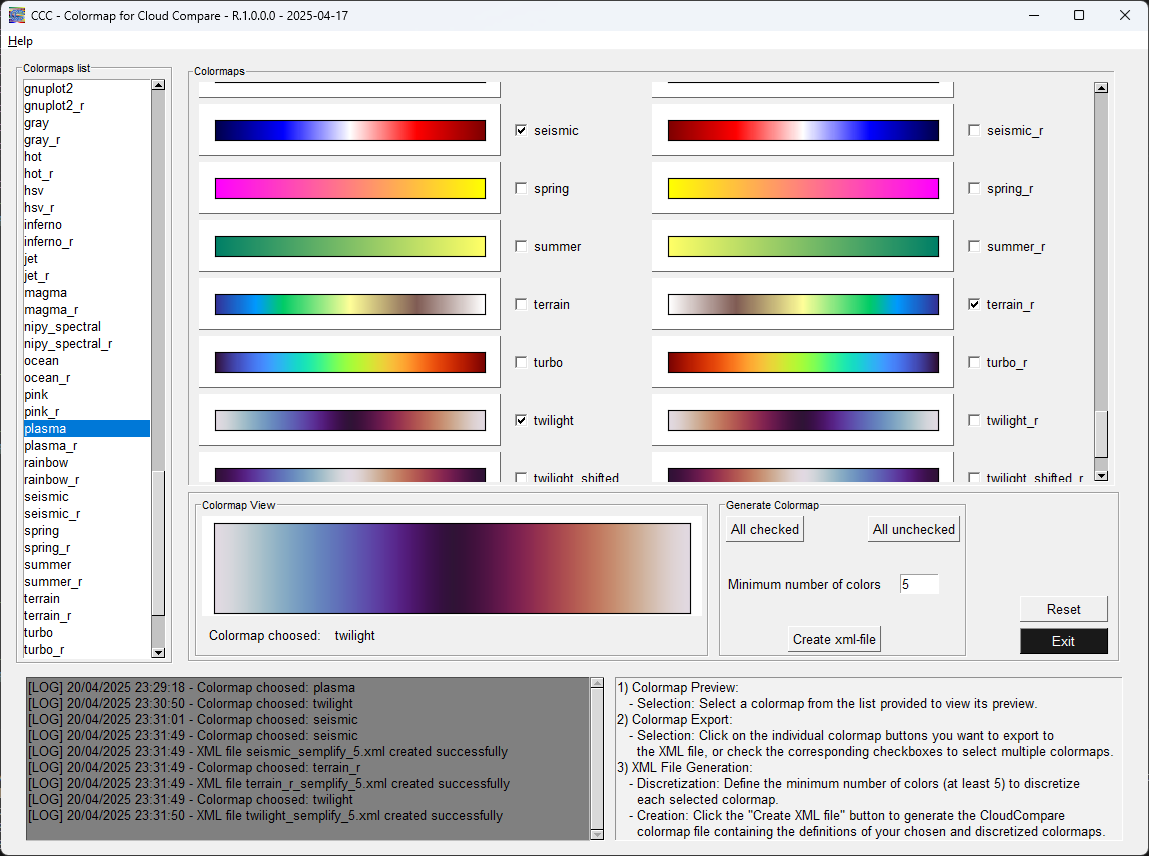 CCC - Colormap for Cloud Compare - R.1.0.0.0 - 2025-04-17
Help
Colormaps list
gnuplot2
gnuplot2_r
gray
gray_r
hot
hot_r
hsv
hsv_r
inferno
inferno_r
jet
jet_r
magma
magma_r
nipy_spectral
nipy_spectral_r
ocean
ocean_r
pink
pink_r
plasma
plasma_r
rainbow
rainbow_r
seismic
seismic_r
spring
spring_r
summer
summer_r
terrain
terrain_r
turbo
turbo_r
Colormaps
seismic
seismic_r
spring
spring_r
summer
summer_r
terrain
terrain_r
turbo
turbo_r
twilight
twilight_r
twilight_shifted
twilight_shifted_r
Colormap View
Colormap choosed: twilight
Generate Colormap
All checked
All unchecked
Minimum number of colors 5
Create xml-file
Reset
Exit
[LOG] 20/04/2025 23:29:18 - Colormap choosed: plasma
[LOG] 20/04/2025 23:30:50 - Colormap choosed: twilight
[LOG] 20/04/2025 23:31:01 - Colormap choosed: seismic
[LOG] 20/04/2025 23:31:49 - Colormap choosed: seismic
[LOG] 20/04/2025 23:31:49 - XML file seismic_semplify_5.xml created successfully
[LOG] 20/04/2025 23:31:49 - Colormap choosed: terrain_r
[LOG] 20/04/2025 23:31:49 - XML file terrain_r_semplify_5.xml created successfully
[LOG] 20/04/2025 23:31:49 - Colormap choosed: twilight
[LOG] 20/04/2025 23:31:50 - XML file twilight_semplify_5.xml created successfully
1) Colormap Preview:
- Selection: Select a colormap from the list provided to view its preview.
2) Colormap Export:
- Selection: Click on the individual colormap buttons you want to export to
the XML file, or check the corresponding checkboxes to select multiple colormaps.
3) XML File Generation:
- Discretization: Define the minimum number of colors (at least 5) to discretize
each selected colormap.
- Creation: Click the "Create XML file" button to generate the CloudCompare
colormap file containing the definitions of your chosen and discretized colormaps.